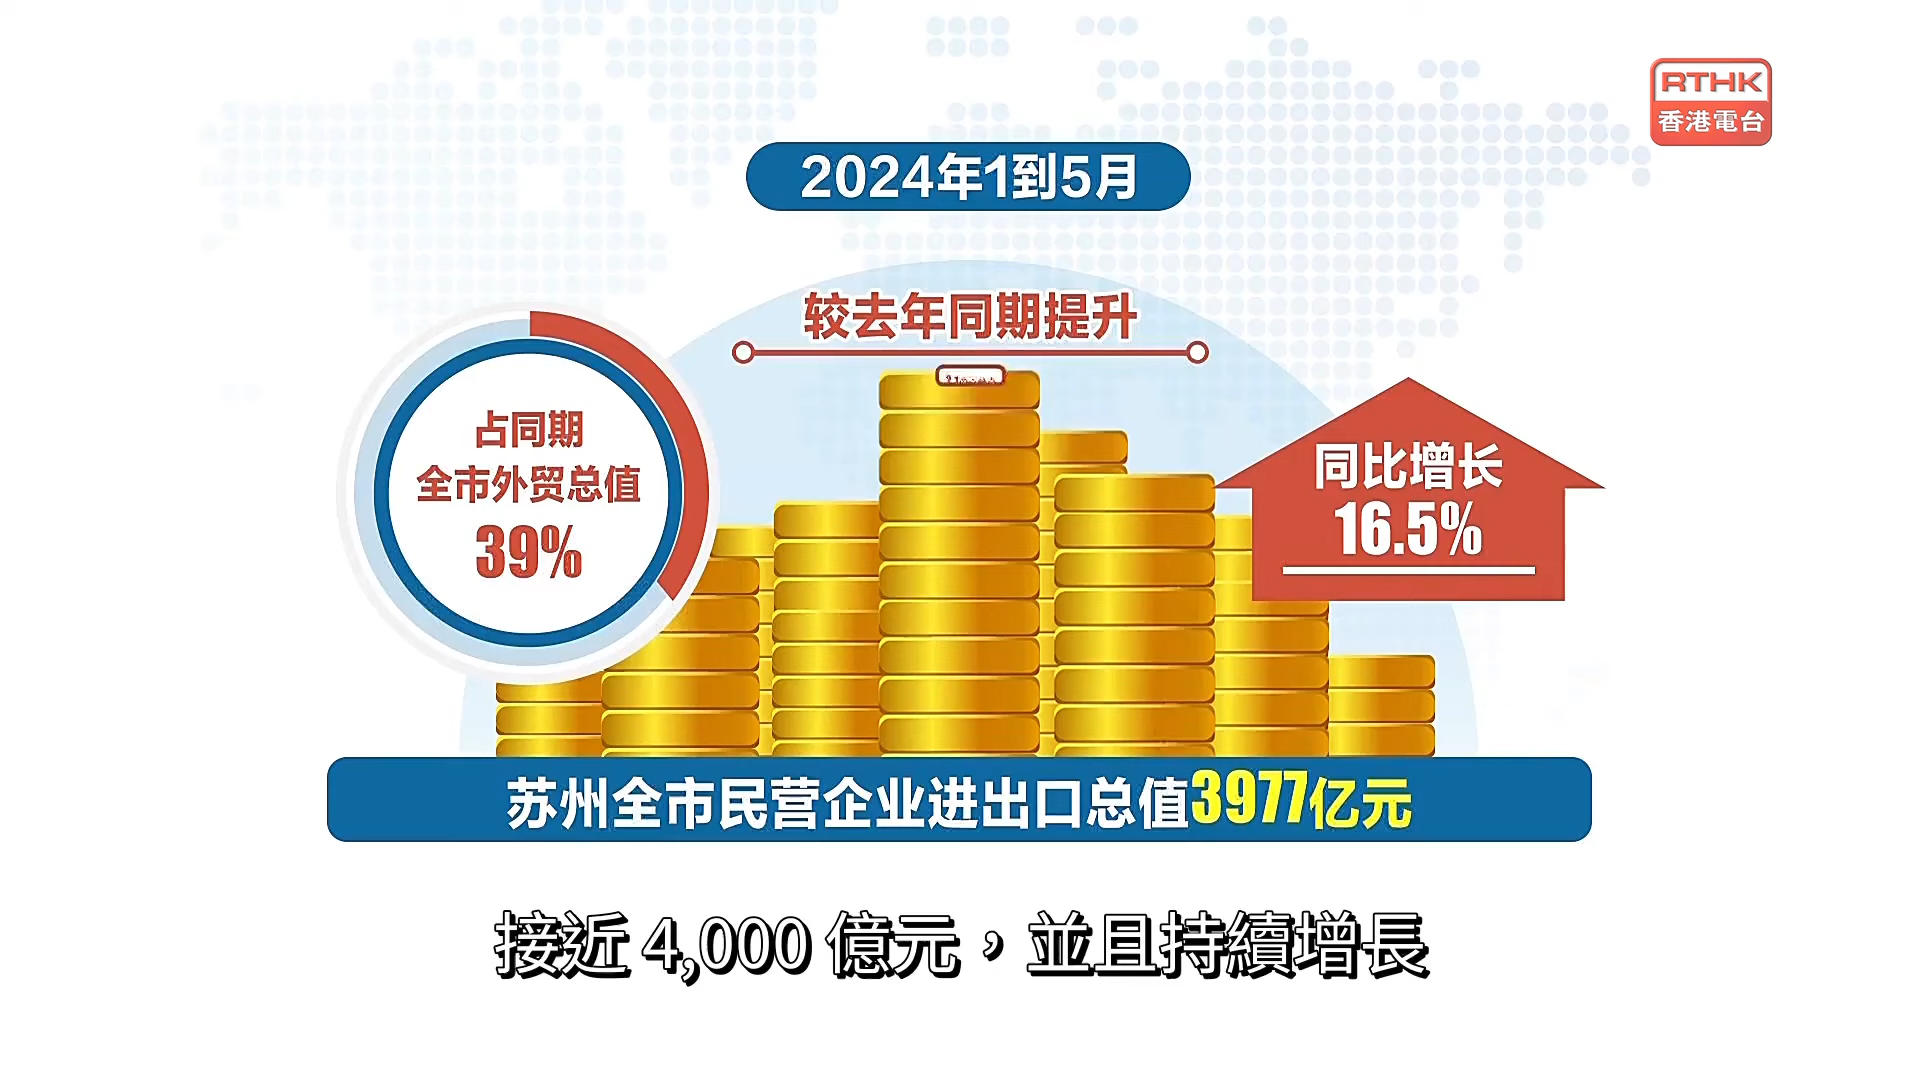 RTHK
香港電台
2024年1到5月
较去年同期提升
占同期
全市外贸总值
39%
同比增长
16.5%
苏州全市民营企业进出口总值3977亿元
接近 4,000 億元，並且持續增長